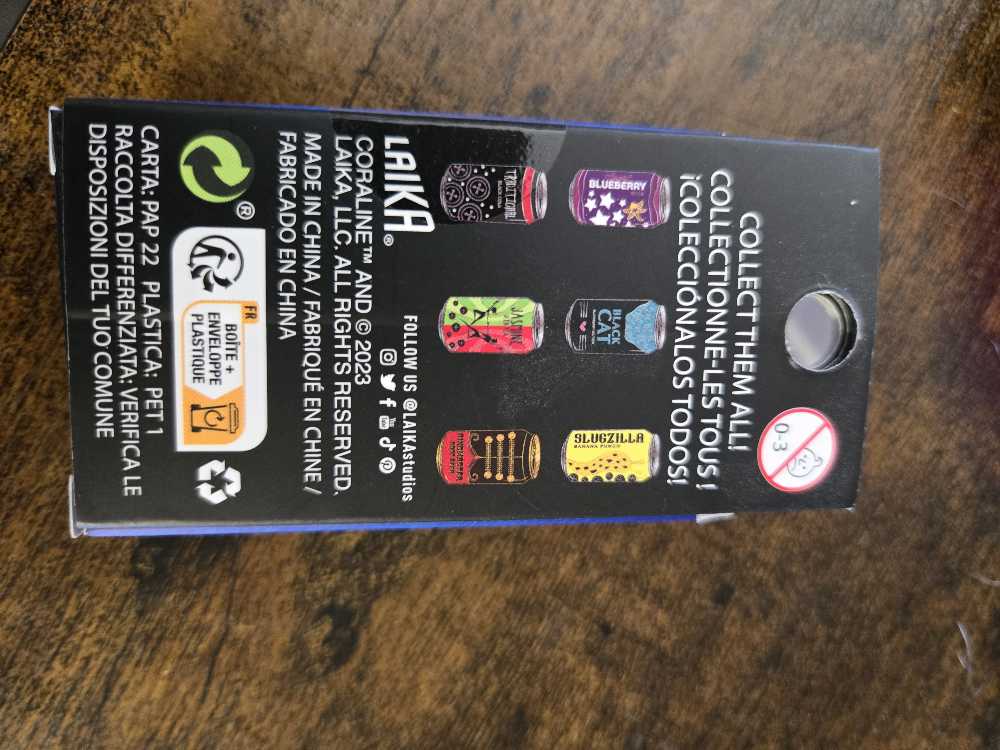 COLLECT THEM ALL!
COLLECTIONNE-LES TOUS !
¡COLECCIÓNALOS TODOS!
0-3
BLUEBERRY
BLACK
CAT
SLUGZILLA
BANANA PUNCH
TRADITIONAL
JASMINE
LAIKA®
FOLLOW US @LAIKAstudios
CORALINE™ AND © 2023
LAIKA, LLC. ALL RIGHTS RESERVED.
MADE IN CHINA / FABRIQUÉ EN CHINE /
FABRICADO EN CHINA
®
FR
BOÎTE +
ENVELOPPE
PLASTIQUE
CARTA: PAP 22 PLASTICA: PET 1
RACCOLTA DIFFERENZIATA: VERIFICA LE
DISPOSIZIONI DEL TUO COMUNE